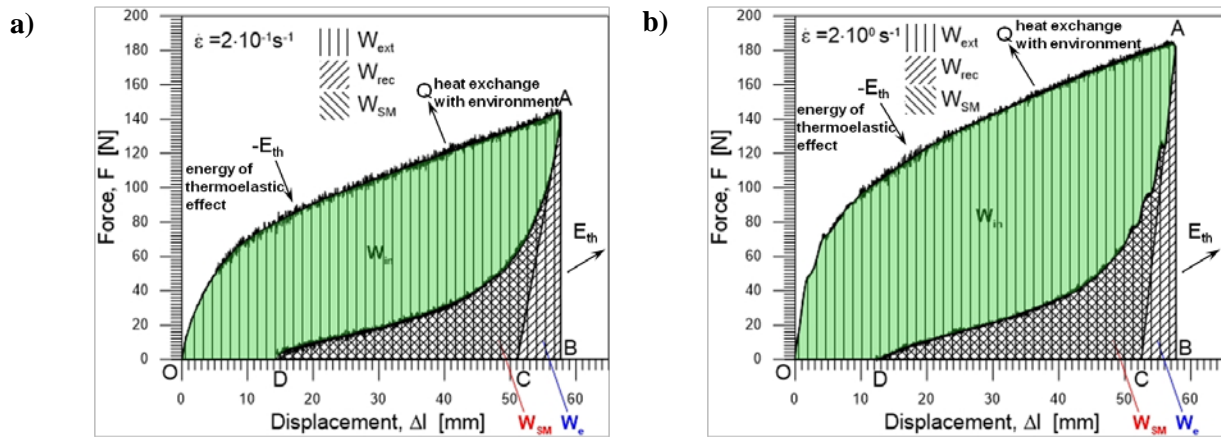 a)
ε̇ =2·10⁻¹s⁻¹
W_ext
W_rec
W_SM
Q heat exchange
with environment
A
-E_th
energy of
thermoelastic
effect
W_in
E_th
O
D
C
B
200
180
160
140
120
100
80
60
40
20
0
Force, F [N]
0 10 20 30 40 50 60
Displacement, Δl [mm]
W_SM W_e
b)
ε̇ =2·10⁰ s⁻¹
W_ext
W_rec
W_SM
Q heat exchange
with environment
A
-E_th
energy of
thermoelastic
effect
W_in
E_th
O
D
C
B
200
180
160
140
120
100
80
60
40
20
0
Force, F [N]
0 10 20 30 40 50 60
Displacement, Δl [mm]
W_SM W_e